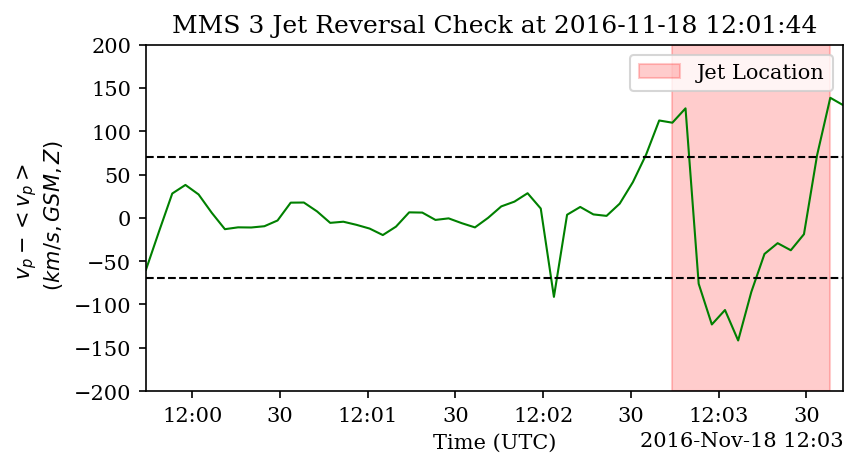 MMS 3 Jet Reversal Check at 2016-11-18 12:01:44
200
150
100
50
0
−50
−100
−150
−200
v_p − < v_p >
(km/s, GSM, Z)
Jet Location
12:00
30
12:01
30
12:02
30
12:03
30
Time (UTC)
2016-Nov-18 12:03